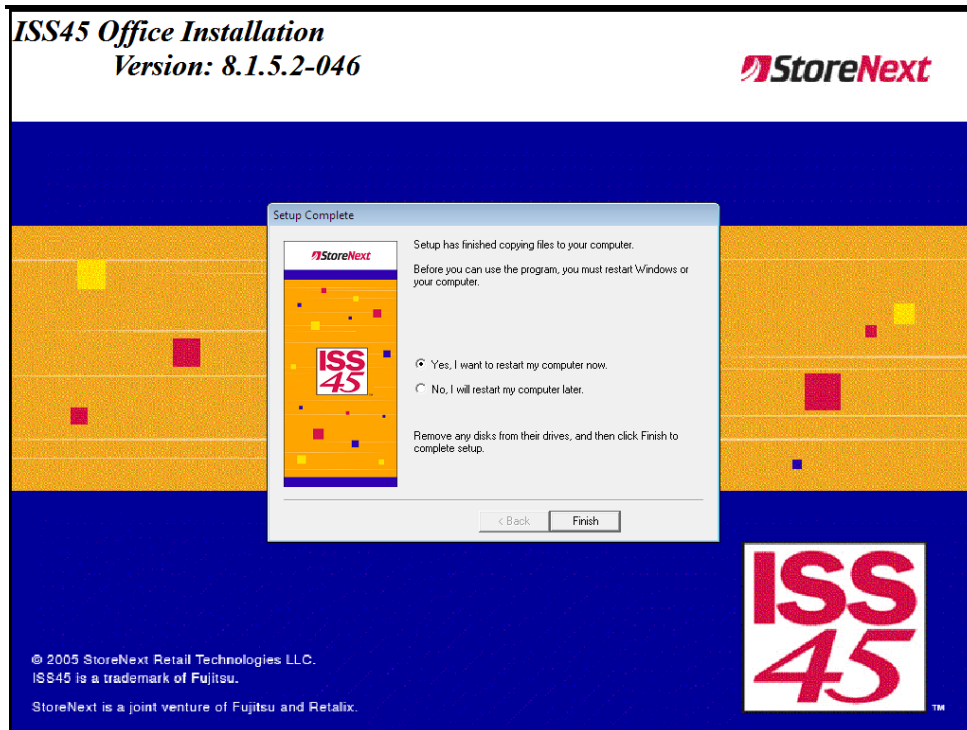 ISS45 Office Installation
Version: 8.1.5.2-046
StoreNext
Setup Complete
StoreNext
ISS
45
Setup has finished copying files to your computer.
Before you can use the program, you must restart Windows or
your computer.
Yes, I want to restart my computer now.
No, I will restart my computer later.
Remove any disks from their drives, and then click Finish to
complete setup.
< Back
Finish
ISS
45
TM
© 2005 StoreNext Retail Technologies LLC.
ISS45 is a trademark of Fujitsu.
StoreNext is a joint venture of Fujitsu and Retalix.